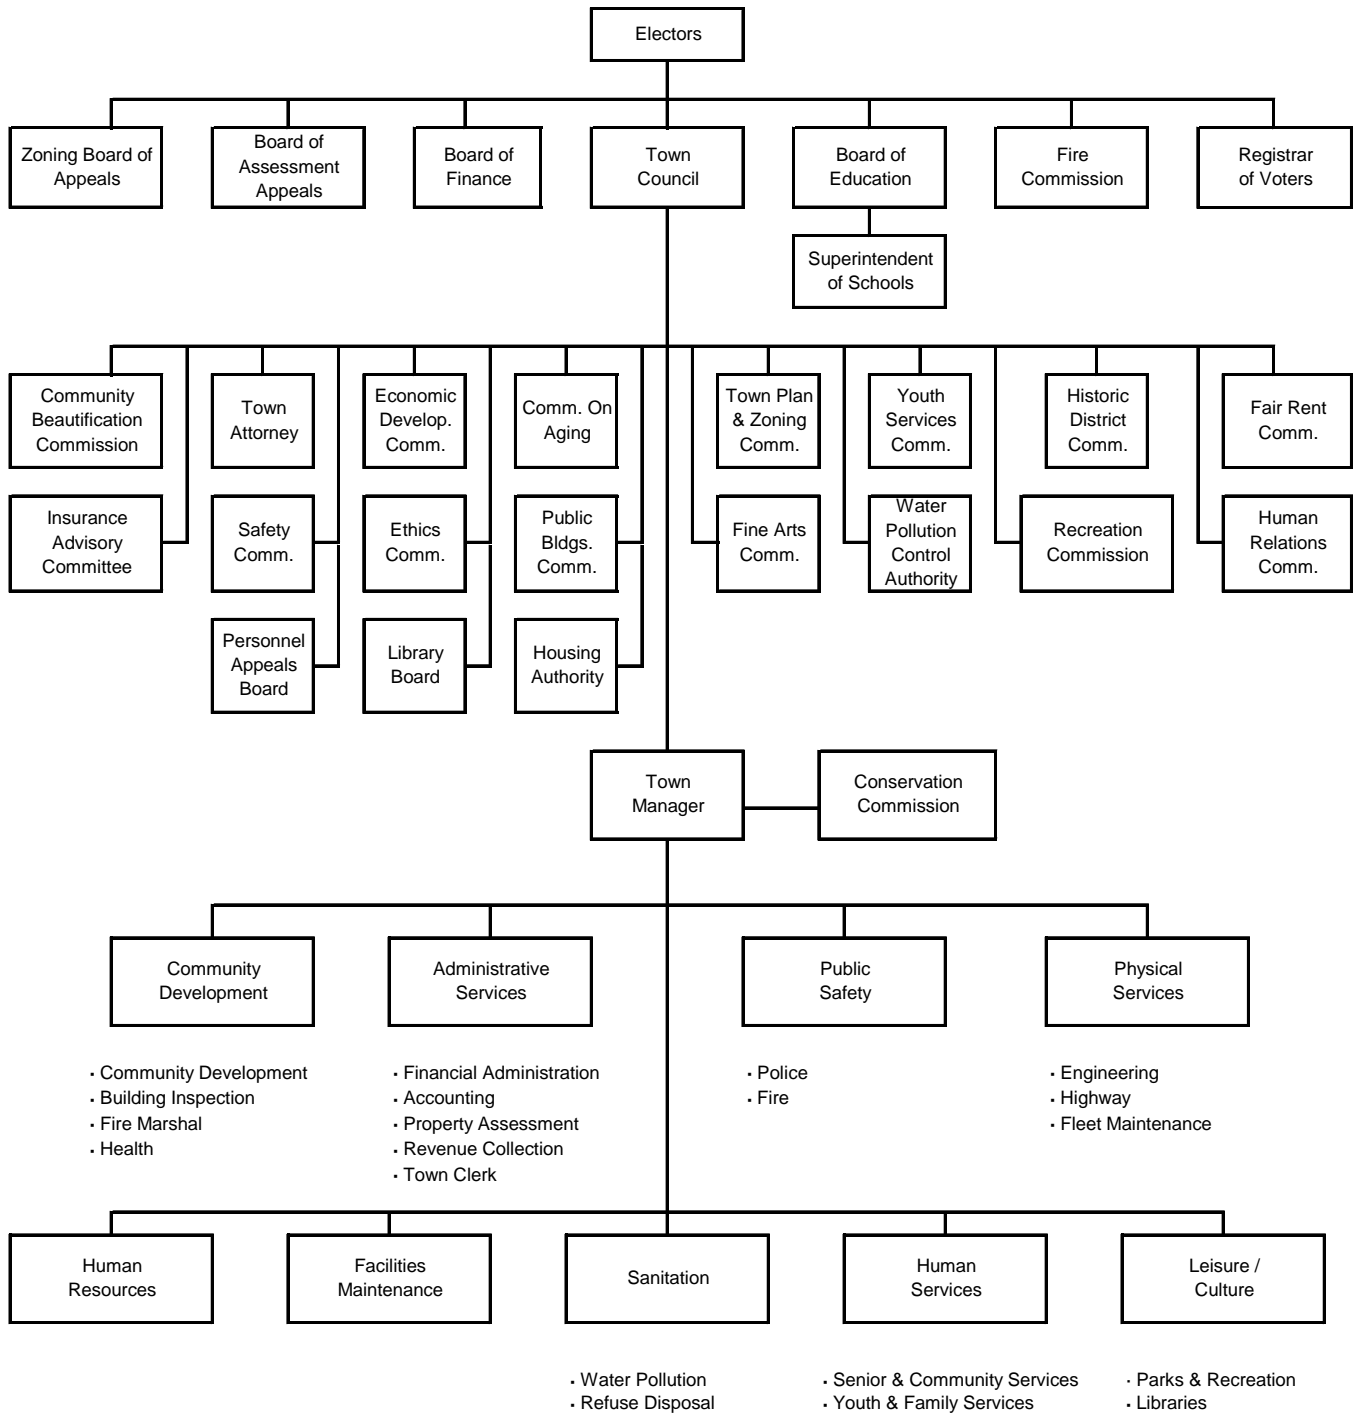 Electors
Zoning Board of
Appeals
Board of
Assessment
Appeals
Board of
Finance
Town
Council
Board of
Education
Fire
Commission
Registrar
of Voters
Superintendent
of Schools
Community
Beautification
Commission
Town
Attorney
Economic
Develop.
Comm.
Comm. On
Aging
Town Plan
& Zoning
Comm.
Youth
Services
Comm.
Historic
District
Comm.
Fair Rent
Comm.
Insurance
Advisory
Committee
Safety
Comm.
Ethics
Comm.
Public
Bldgs.
Comm.
Fine Arts
Comm.
Water
Pollution
Control
Authority
Recreation
Commission
Human
Relations
Comm.
Personnel
Appeals
Board
Library
Board
Housing
Authority
Town
Manager
Conservation
Commission
Community
Development
Administrative
Services
Public
Safety
Physical
Services
· Community Development
· Building Inspection
· Fire Marshal
· Health
· Financial Administration
· Accounting
· Property Assessment
· Revenue Collection
· Town Clerk
· Police
· Fire
· Engineering
· Highway
· Fleet Maintenance
Human
Resources
Facilities
Maintenance
Sanitation
Human
Services
Leisure /
Culture
· Water Pollution
· Refuse Disposal
· Senior & Community Services
· Youth & Family Services
· Parks & Recreation
· Libraries